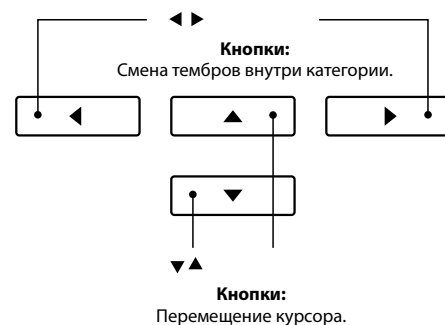 ◀ ▶
Кнопки:
Смена тембров внутри категории.
◀ ▲ ▶
▼
▼▲
Кнопки:
Перемещение курсора.